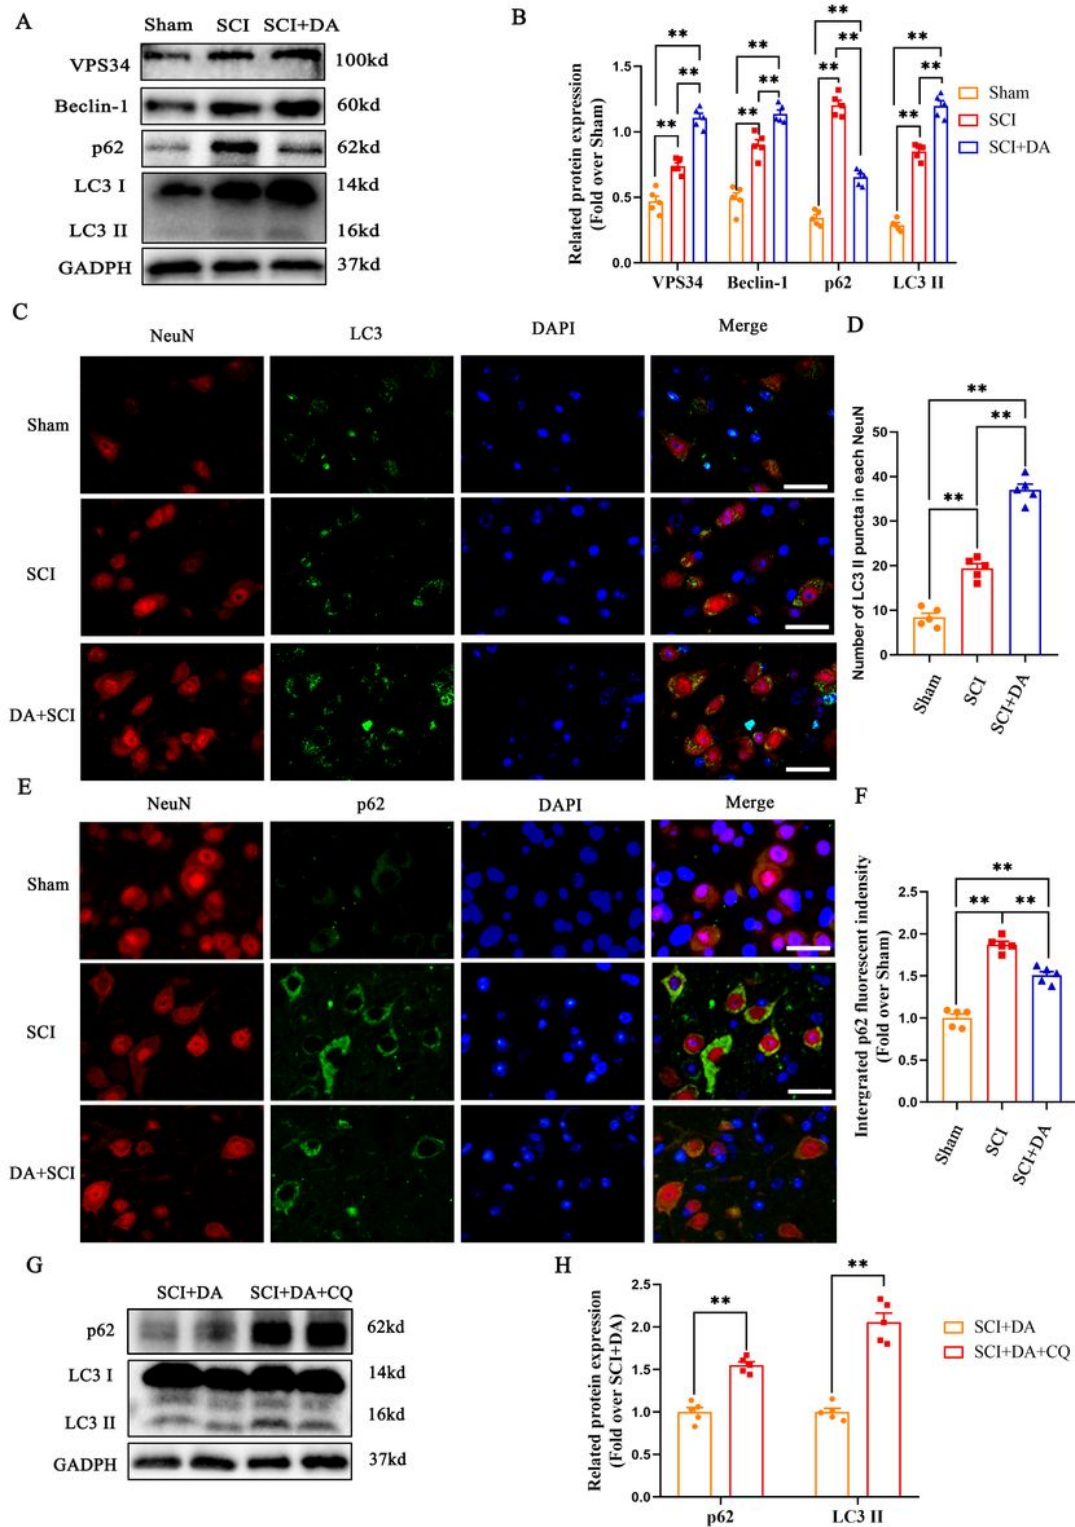 A
Sham SCI SCI+DA
VPS34 100kd
Beclin-1 60kd
p62 62kd
LC3 I 14kd
LC3 II 16kd
GADPH 37kd
B
Related protein expression
(Fold over Sham)
1.5
1.0
0.5
0.0
** ** ** **
** ** ** **
** ** ** **
VPS34 Beclin-1 p62 LC3 II
Sham
SCI
SCI+DA
C
NeuN LC3 DAPI Merge
Sham
SCI
DA+SCI
D
Number of LC3 II puncta in each NeuN
50
40
30
20
10
0
**
**
**
Sham SCI SCI+DA
E
NeuN p62 DAPI Merge
Sham
SCI
DA+SCI
F
Intergrated p62 fluorescent indensity
(Fold over Sham)
2.5
2.0
1.5
1.0
0.5
0.0
**
** **
Sham SCI SCI+DA
G
SCI+DA SCI+DA+CQ
p62 62kd
LC3 I 14kd
LC3 II 16kd
GADPH 37kd
H
Related protein expression
(Fold over SCI+DA)
2.5
2.0
1.5
1.0
0.5
0.0
** **
p62 LC3 II
SCI+DA
SCI+DA+CQ